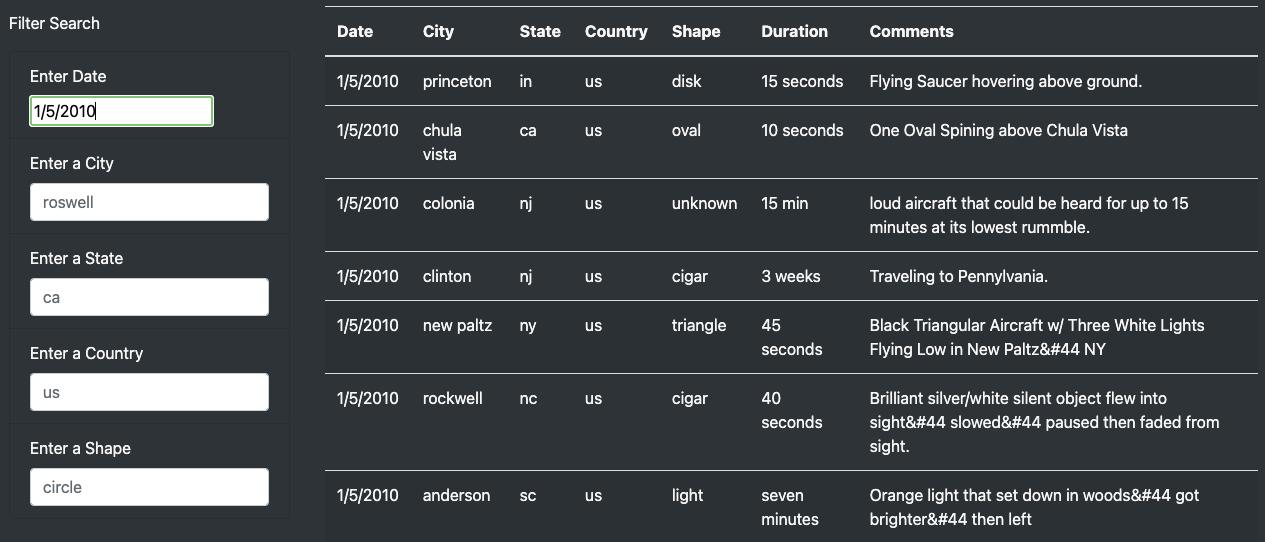 Filter Search
Enter Date
1/5/2010
Enter a City
roswell
Enter a State
ca
Enter a Country
us
Enter a Shape
circle
Date City State Country Shape Duration Comments
1/5/2010 princeton in us disk 15 seconds Flying Saucer hovering above ground.
1/5/2010 chula ca us oval 10 seconds One Oval Spining above Chula Vista
vista
1/5/2010 colonia nj us unknown 15 min loud aircraft that could be heard for up to 15
minutes at its lowest rummble.
1/5/2010 clinton nj us cigar 3 weeks Traveling to Pennylvania.
1/5/2010 new paltz ny us triangle 45 Black Triangular Aircraft w/ Three White Lights
seconds Flying Low in New Paltz&#44 NY
1/5/2010 rockwell nc us cigar 40 Brilliant silver/white silent object flew into
seconds sight&#44 slowed&#44 paused then faded from
sight.
1/5/2010 anderson sc us light seven Orange light that set down in woods&#44 got
minutes brighter&#44 then left